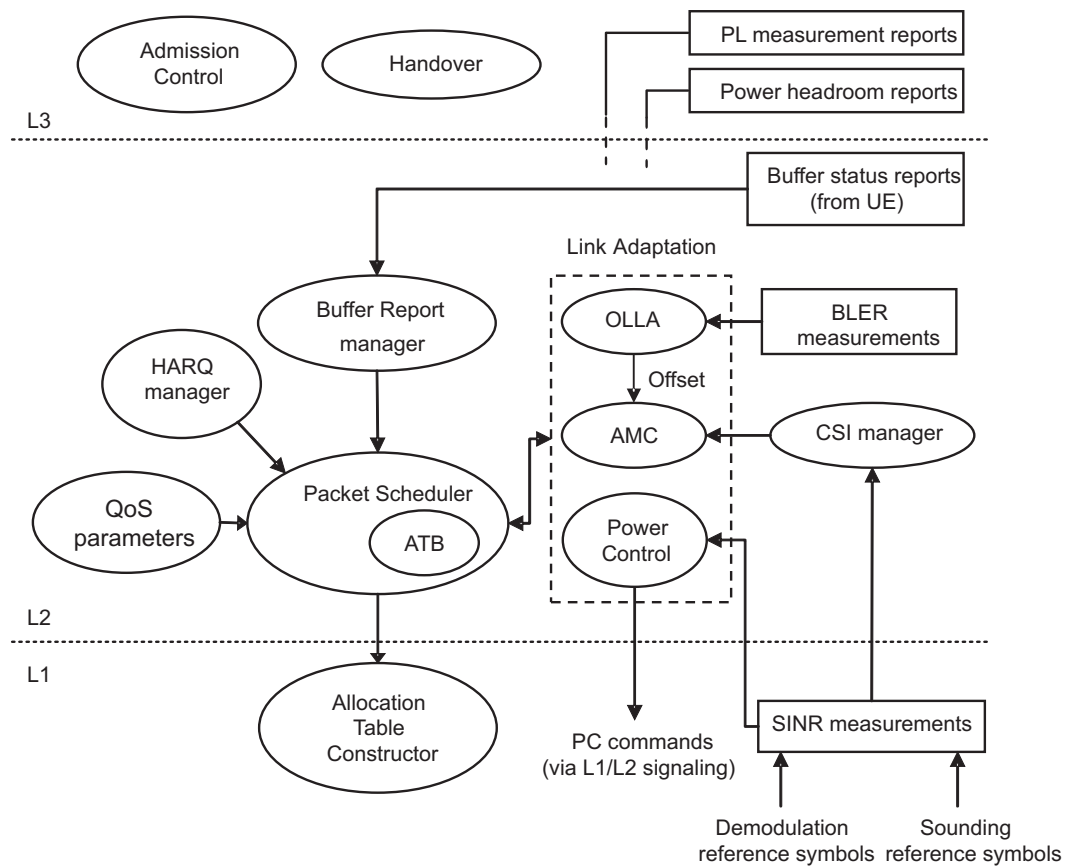 Admission
Control
Handover
PL measurement reports
Power headroom reports
L3
Buffer status reports
(from UE)
Link Adaptation
Buffer Report
manager
OLLA
BLER
measurements
HARQ
manager
Offset
AMC
CSI manager
Packet Scheduler
ATB
QoS
parameters
Power
Control
L2
L1
Allocation
Table
Constructor
PC commands
(via L1/L2 signaling)
SINR measurements
Demodulation
reference symbols
Sounding
reference symbols